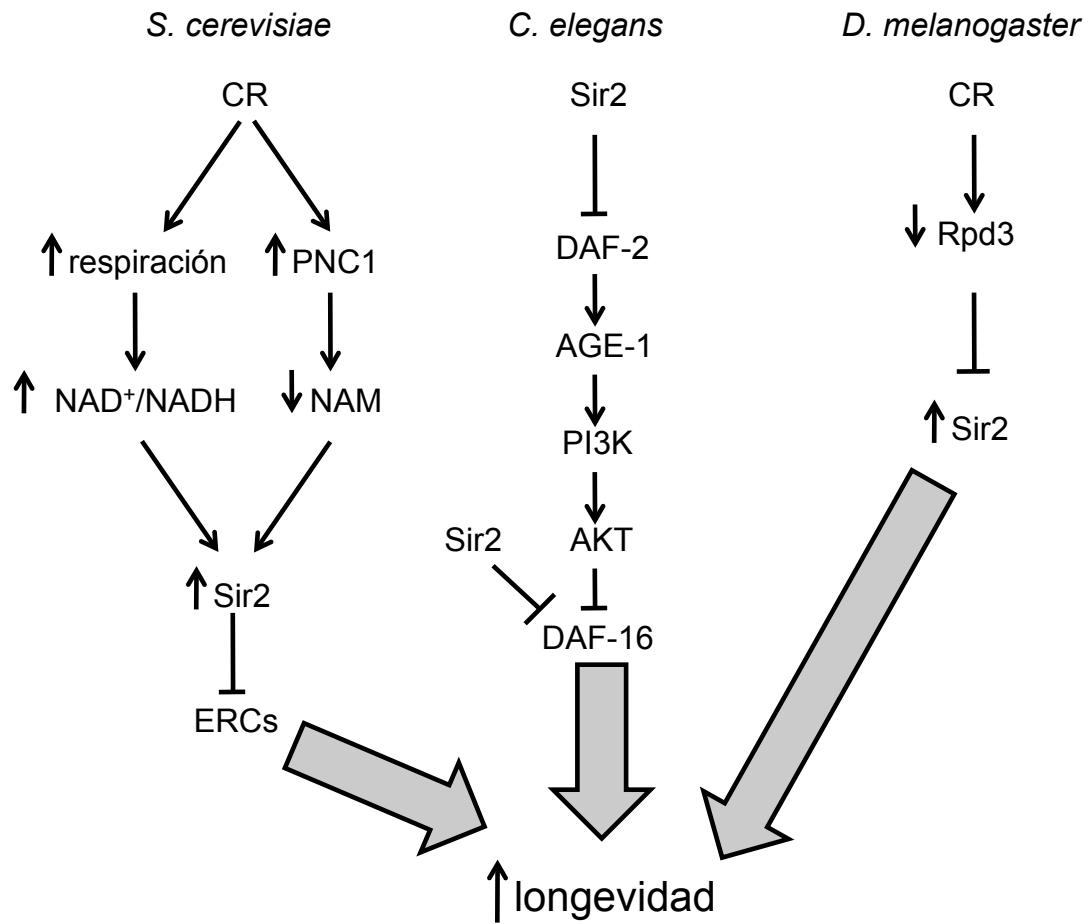 S. cerevisiae
C. elegans
D. melanogaster
CR
Sir2
CR
respiración
PNC1
DAF-2
Rpd3
AGE-1
NAD⁺/NADH
NAM
PI3K
Sir2
Sir2
AKT
Sir2
DAF-16
ERCs
longevidad